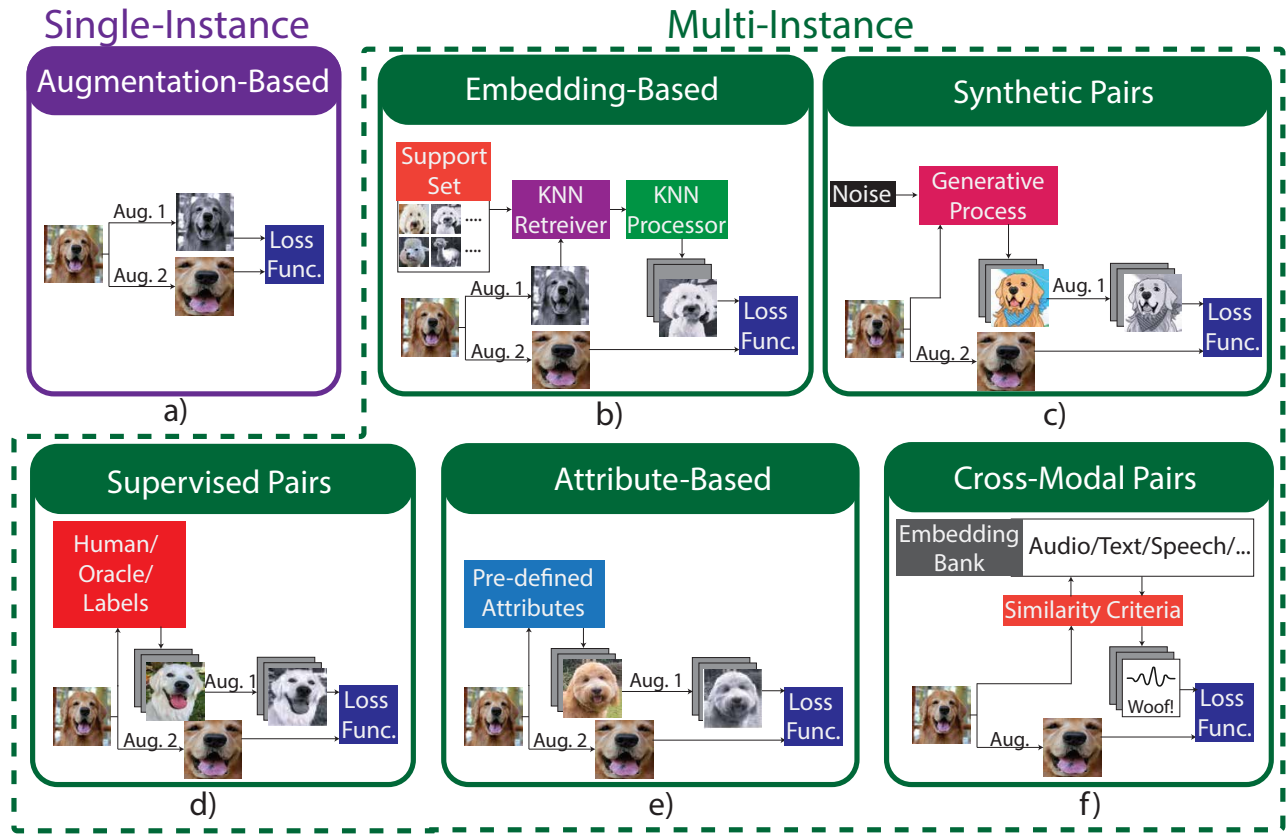 Single-Instance
Multi-Instance
Augmentation-Based
Aug. 1
Aug. 2
Loss
Func.
a)
Embedding-Based
Support
Set
....
....
KNN
Retreiver
KNN
Processor
Aug. 1
Aug. 2
Loss
Func.
b)
Synthetic Pairs
Noise
Generative
Process
Aug. 1
Aug. 2
Loss
Func.
c)
Supervised Pairs
Human/
Oracle/
Labels
Aug. 1
Aug. 2
Loss
Func.
d)
Attribute-Based
Pre-defined
Attributes
Aug. 1
Aug. 2
Loss
Func.
e)
Cross-Modal Pairs
Embedding
Bank
Audio/Text/Speech/...
Similarity Criteria
Woof!
Aug.
Loss
Func.
f)